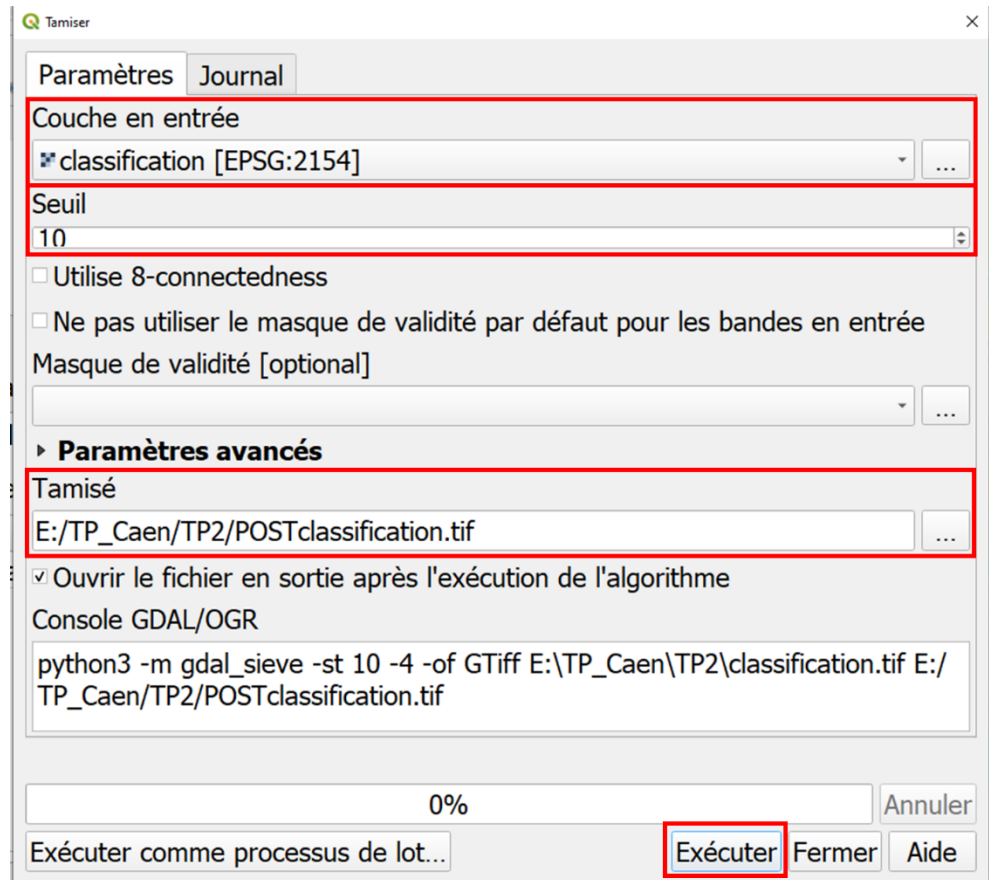 Tamiser
Paramètres
Journal
Couche en entrée
classification [EPSG:2154]
...
Seuil
10
Utilise 8-connectedness
Ne pas utiliser le masque de validité par défaut pour les bandes en entrée
Masque de validité [optional]
...
Paramètres avancés
Tamisé
E:/TP_Caen/TP2/POSTclassification.tif
...
Ouvrir le fichier en sortie après l'exécution de l'algorithme
Console GDAL/OGR
python3 -m gdal_sieve -st 10 -4 -of GTiff E:\TP_Caen\TP2\classification.tif E:/
TP_Caen/TP2/POSTclassification.tif
0%
Annuler
Exécuter comme processus de lot...
Exécuter
Fermer
Aide